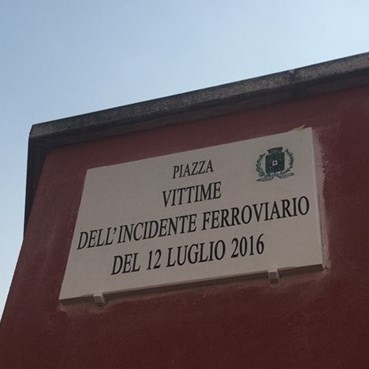 PIAZZA
VITTIME
DELL'INCIDENTE FERROVIARIO
DEL 12 LUGLIO 2016